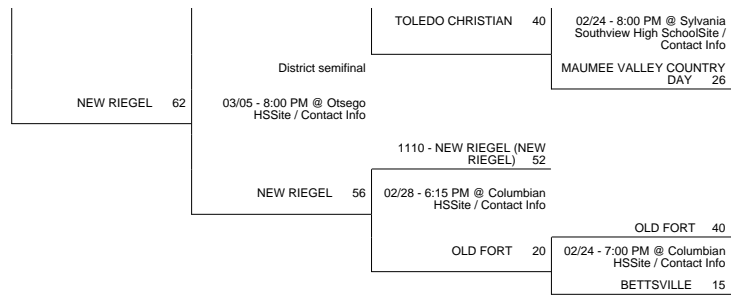 TOLEDO CHRISTIAN 40
02/24 - 8:00 PM @ Sylvania
Southview High SchoolSite /
Contact Info
District semifinal
MAUMEE VALLEY COUNTRY
DAY 26
NEW RIEGEL 62
03/05 - 8:00 PM @ Otsego
HSSite / Contact Info
1110 - NEW RIEGEL (NEW
RIEGEL) 52
NEW RIEGEL 56
02/28 - 6:15 PM @ Columbian
HSSite / Contact Info
OLD FORT 40
OLD FORT 20
02/24 - 7:00 PM @ Columbian
HSSite / Contact Info
BETTSVILLE 15